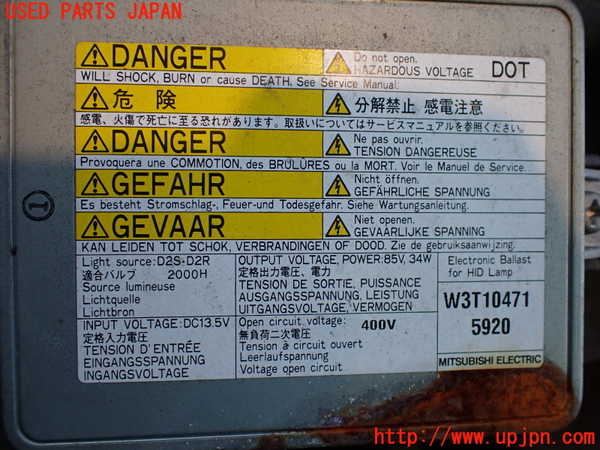 USED PARTS JAPAN
DANGER
Do not open.
HAZARDOUS VOLTAGE DOT
WILL SHOCK, BURN or cause DEATH. See Service Manual.
危険
分解禁止 感電注意
感電、火傷で死亡に至る恐れがあります。取扱いについてはサービスマニュアルを参照ください。
DANGER
Ne pas ouvrir.
TENSION DANGEREUSE
Provoquera une COMMOTION, des BRÛLURES ou la MORT. Voir le Manuel de Service.
GEFAHR
Nicht öffnen.
GEFÄHRLICHE SPANNUNG
Es besteht Stromschlag-, Feuer-und Todesgefahr. Siehe Wartungsanleitung.
GEVAAR
Niet openen.
GEVAARLIJKE SPANNING
KAN LEIDEN TOT SCHOK, VERBRANDINGEN OF DOOD. Zie de gebruiksaanwijzing.
1
Light source:D2S・D2R
適合バルブ 2000H
Source lumineuse
Lichtquelle
Lichtbron
OUTPUT VOLTAGE, POWER:85V, 34W
定格出力電圧、電力
TENSION DE SORTIE, PUISSANCE
AUSGANGSSPANNUNG, LEISTUNG
UITGANGSVOLTAGE, VERMOGEN
Electronic Ballast
for HID Lamp
W3T10471
5920
MITSUBISHI ELECTRIC
INPUT VOLTAGE:DC13.5V
定格入力電圧
TENSION D'ENTRÉE
EINGANGSSPANNUNG
INGANGSVOLTAGE
Open circuit voltage: 400V
無負荷二次電圧
Tension à circuit ouvert
Leerlaufspannung
Voltage open circuit
http://www.upjpn.com/